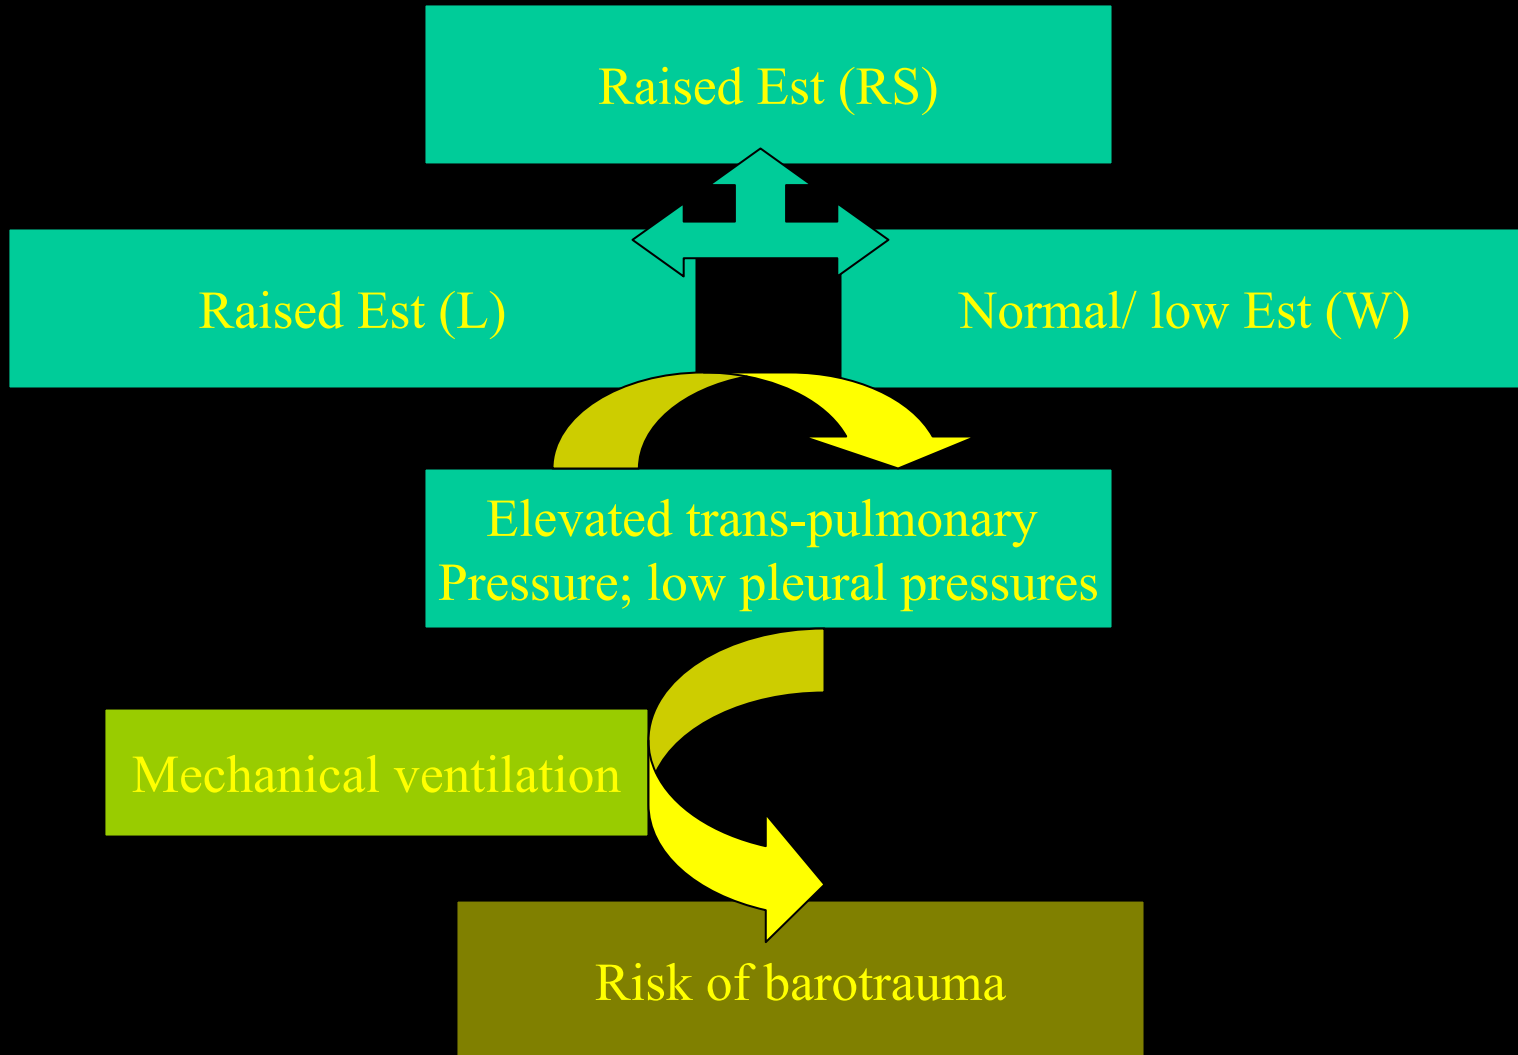 Raised Est (RS)
Raised Est (L)
Normal/ low Est (W)
Elevated trans-pulmonary
Pressure; low pleural pressures
Mechanical ventilation
Risk of barotrauma